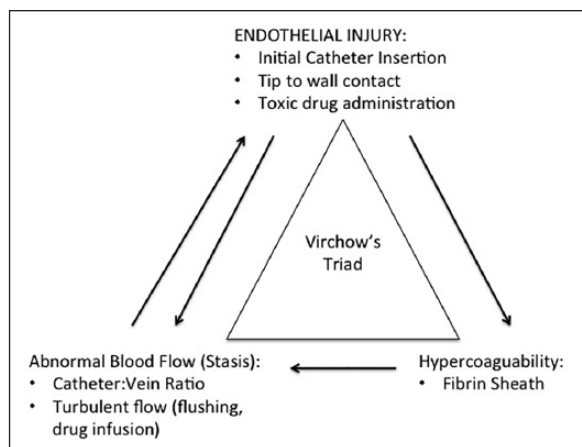 ENDOTHELIAL INJURY:
• Initial Catheter Insertion
• Tip to wall contact
• Toxic drug administration
Virchow's
Triad
Abnormal Blood Flow (Stasis):
• Catheter:Vein Ratio
• Turbulent flow (flushing,
drug infusion)
Hypercoaguability:
• Fibrin Sheath